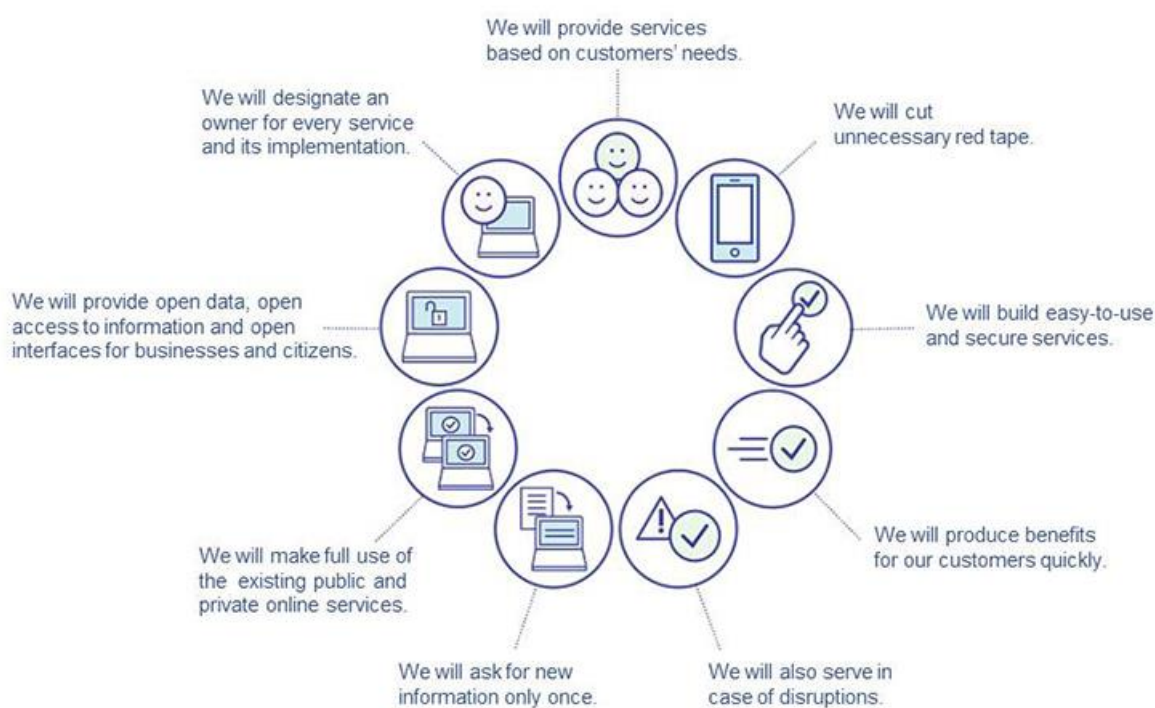 We will provide services
based on customers' needs.
We will cut
unnecessary red tape.
We will build easy-to-use
and secure services.
We will produce benefits
for our customers quickly.
We will also serve in
case of disruptions.
We will ask for new
information only once.
We will make full use of
the existing public and
private online services.
We will provide open data, open
access to information and open
interfaces for businesses and citizens.
We will designate an
owner for every service
and its implementation.